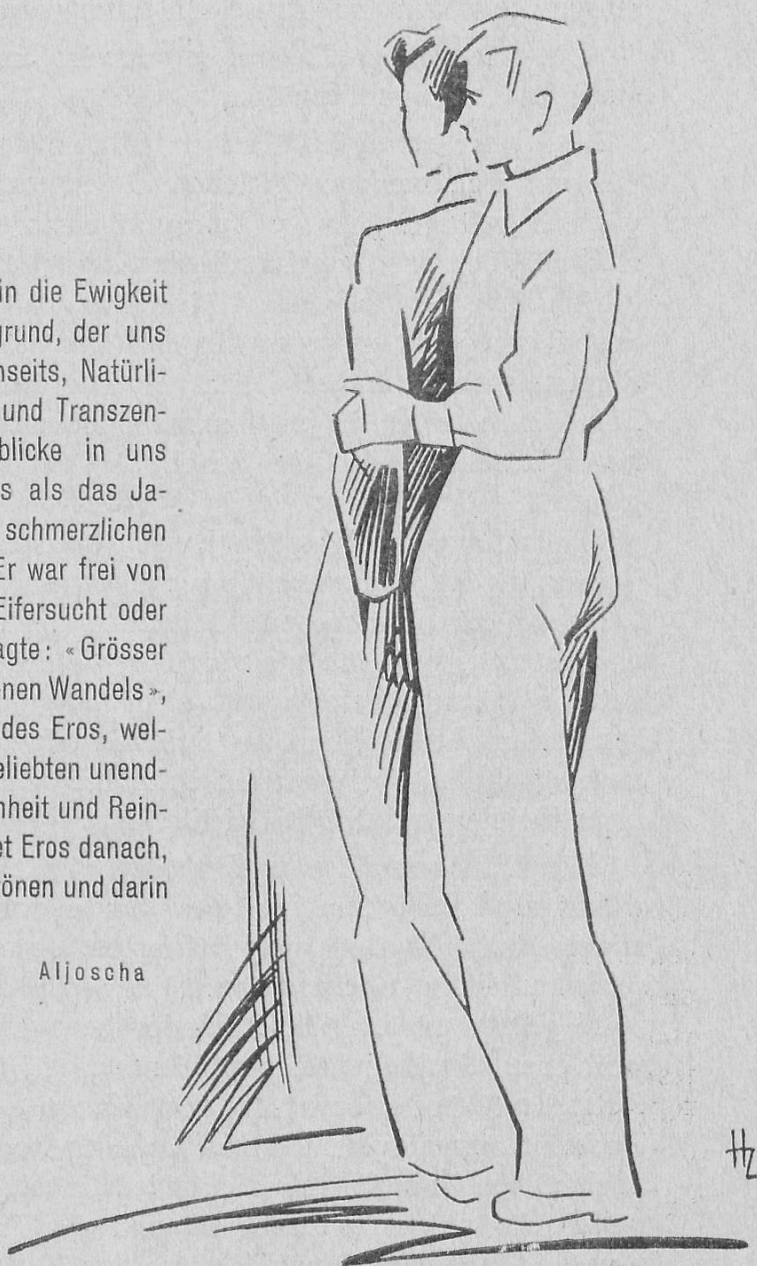 in die Ewigkeit
grund, der uns
nseits, Natürli-
und Transzen-
blicke in uns
s als das Ja-
schmerzlichen
Er war frei von
Eifersucht oder
agte: «Grösser
enen Wandels»,
des Eros, wel-
eliebten unend-
nheit und Rein-
et Eros danach,
önen und darin
Aljoscha
HZ